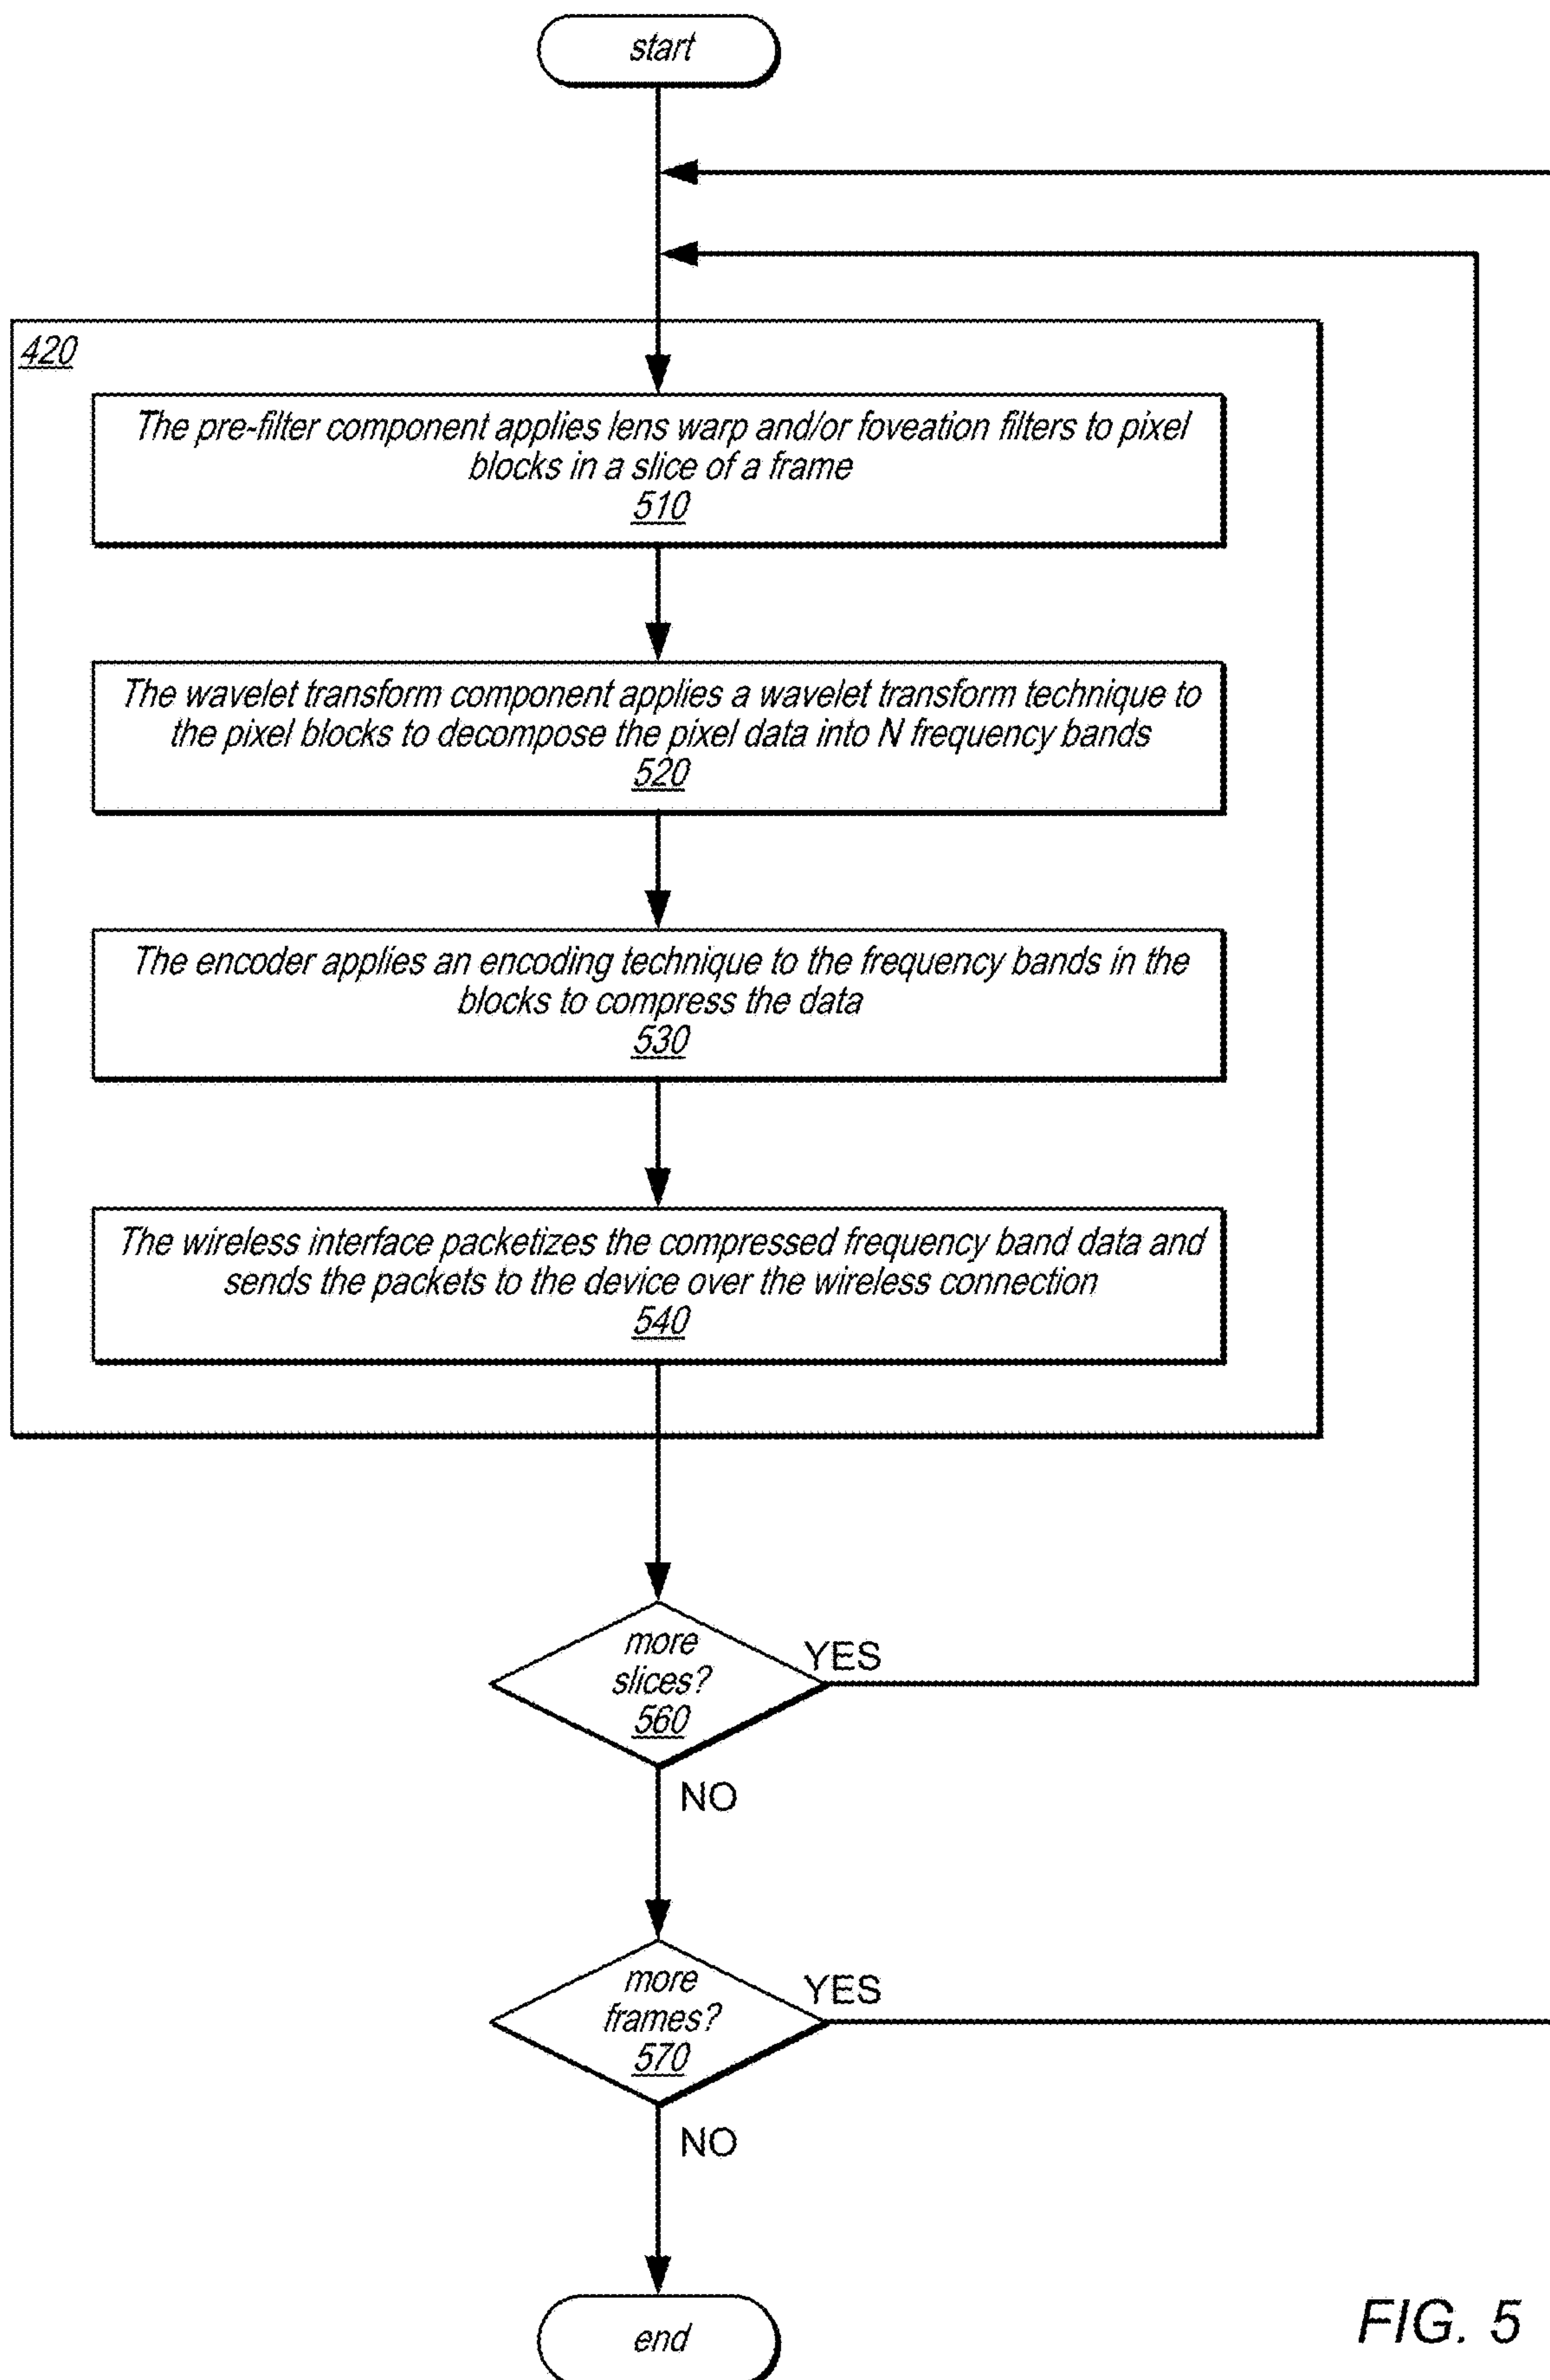 start
420
The pre-filter component applies lens warp and/or foveation filters to pixel
blocks in a slice of a frame
510
The wavelet transform component applies a wavelet transform technique to
the pixel blocks to decompose the pixel data into N frequency bands
520
The encoder applies an encoding technique to the frequency bands in the
blocks to compress the data
530
The wireless interface packetizes the compressed frequency band data and
sends the packets to the device over the wireless connection
540
more
slices?
560
YES
NO
more
frames?
570
YES
NO
end
FIG. 5